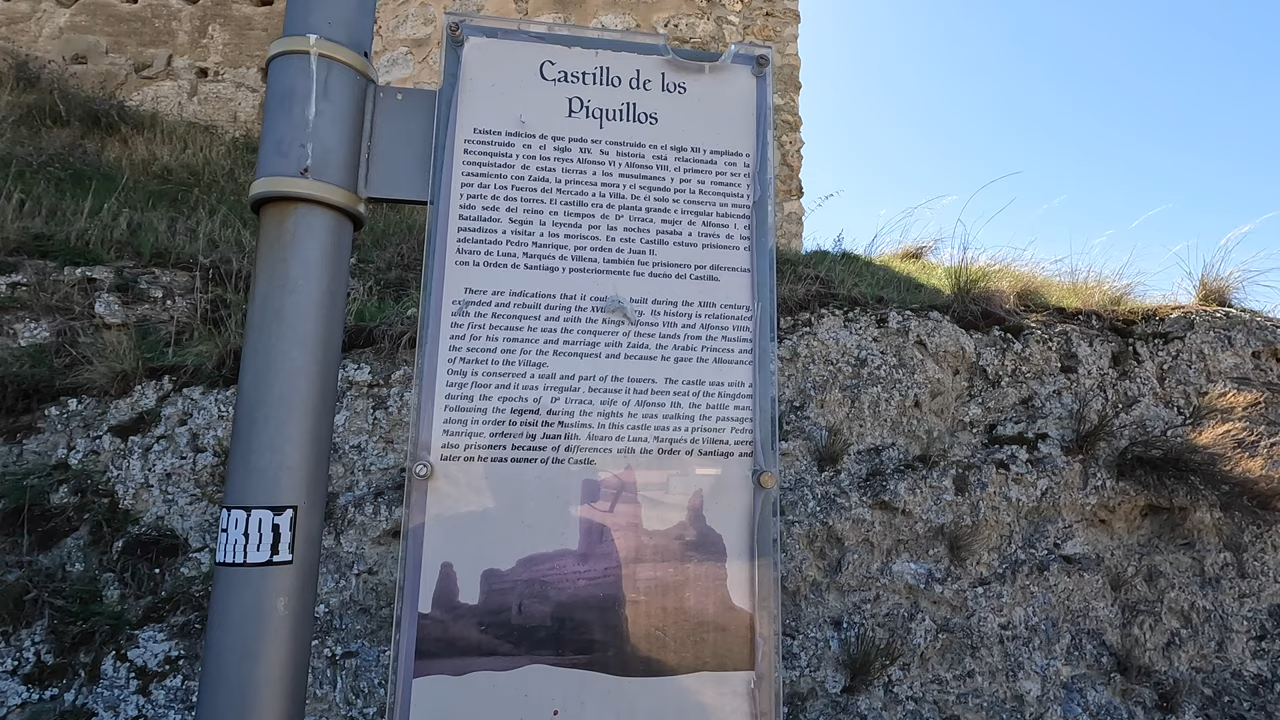 Castillo de los
Piquillos
Existen indicios de que pudo ser construido en el siglo XII y ampliado o
reconstruido en el siglo XIV. Su historia está relacionada con la
Reconquista y con los reyes Alfonso VI y Alfonso VIII, el primero por ser el
conquistador de estas tierras a los musulmanes y por su romance y
casamiento con Zaida, la princesa mora y el segundo por la Reconquista y
por dar Los Fueros del Mercado a la Villa. De él solo se conserva un muro
y parte de dos torres. El castillo era de planta grande e irregular habiendo
sido sede del reino en tiempos de Dª Urraca, mujer de Alfonso I, el
Batallador. Según la leyenda por las noches pasaba a través de los
pasadizos a visitar a los moriscos. En este Castillo estuvo prisionero el
adelantado Pedro Manrique, por orden de Juan II.
Álvaro de Luna, Marqués de Villena, también fue prisionero por diferencias
con la Orden de Santiago y posteriormente fue dueño del Castillo.
There are indications that it built during the XIIth century,
extended and rebuilt during the Its history is relationated
with the Reconquest and with the Kings Alfonso VIth and Alfonso VIIth,
the first because he was the conquerer of these lands from the Muslims
and for his romance and marriage with Zaida, the Arabic Princess and
the second one for the Reconquest and because he gave the Allowance
of Market to the Village.
Only is conserved a wall and part of the towers. The castle was with a
large floor and it was irregular , because it had been seat of the Kingdom
during the epochs of Dª Urraca, wife of Alfonso Ith, the battle man.
Following the legend, during the nights he was walking the passages
along in order to visit the Muslims. In this castle was as a prisoner Pedro
Manrique, ordered by Juan IIth. Álvaro de Luna, Marqués de Villena, were
also prisoners because of differences with the Order of Santiago and
later on he was owner of the Castle.
GRD1